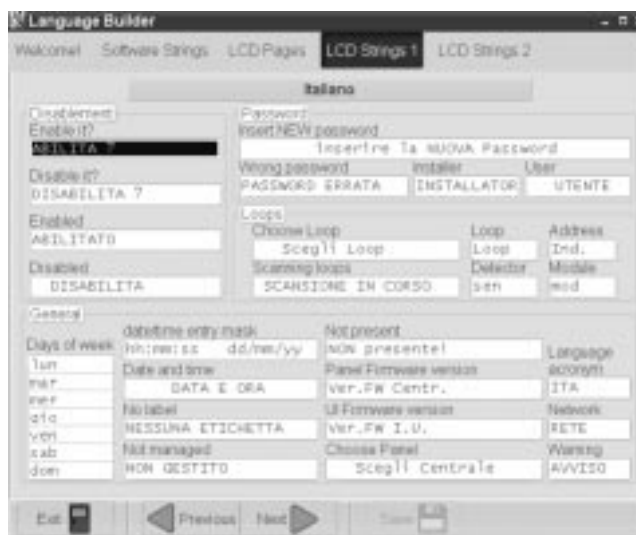 Language Builder
Welcome! Software Strings LCD Pages LCD Strings 1 LCD Strings 2
Italiano
Disablement
Enable it?
ABILITA ?
Disable it?
DISABILITA ?
Enabled
ABILITATO
Disabled
DISABILITA
Password
Insert NEW password
inserire la NUOVA Password
Wrong password Installer User
PASSWORD ERRATA INSTALLATOR UTENTE
Loops
Choose Loop Loop Address
Scegli Loop Loop Ind.
Scanning loops Detector Module
SCANSIONE IN CORSO sen mod
General
Days of week
lun
mar
mer
gio
ven
sab
dom
date/time entry mask
hh:mm:ss dd/mm/yy
Date and time
DATA E ORA
No label
NESSUNA ETICHETTA
Not managed
NON GESTITO
Not present
NON presente!
Panel Firmware version
Ver.FW Centr.
UI Firmware version
Ver.FW I.U.
Choose Panel
Scegli Centrale
Language acronym
ITA
Network
RETE
Warning
AVVISO
Exit Previous Next Save